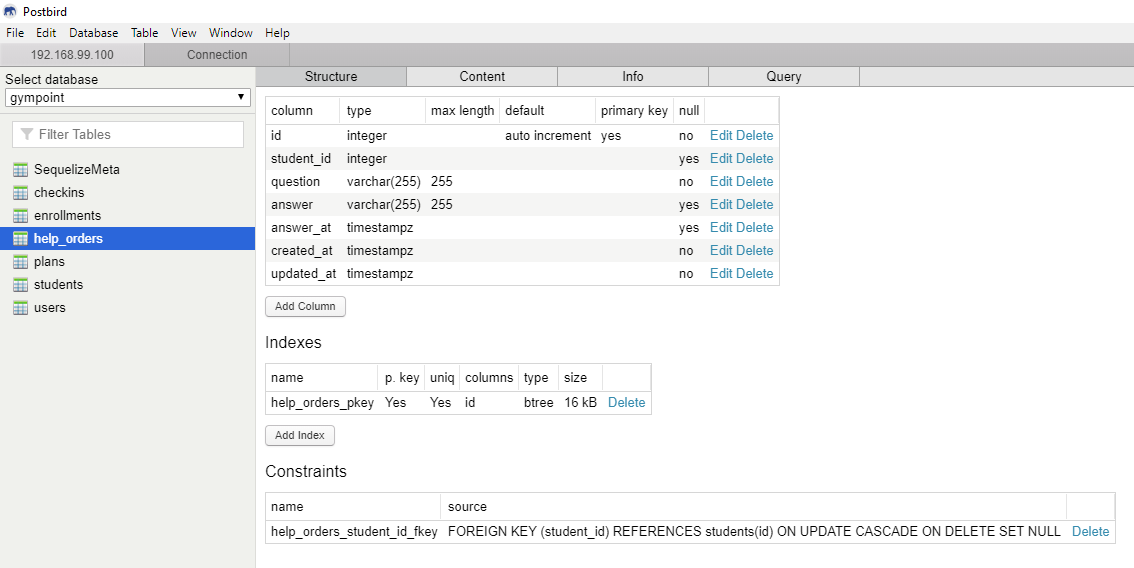 Postbird
File Edit Database Table View Window Help
192.168.99.100 Connection
Select database
gympoint
Filter Tables
SequelizeMeta
checkins
enrollments
help_orders
plans
students
users
Structure Content Info Query
column type max length default primary key null
id integer auto increment yes no Edit Delete
student_id integer yes Edit Delete
question varchar(255) 255 no Edit Delete
answer varchar(255) 255 yes Edit Delete
answer_at timestampz yes Edit Delete
created_at timestampz no Edit Delete
updated_at timestampz no Edit Delete
Add Column
Indexes
name p. key uniq columns type size
help_orders_pkey Yes Yes id btree 16 kB Delete
Add Index
Constraints
name source
help_orders_student_id_fkey FOREIGN KEY (student_id) REFERENCES students(id) ON UPDATE CASCADE ON DELETE SET NULL Delete